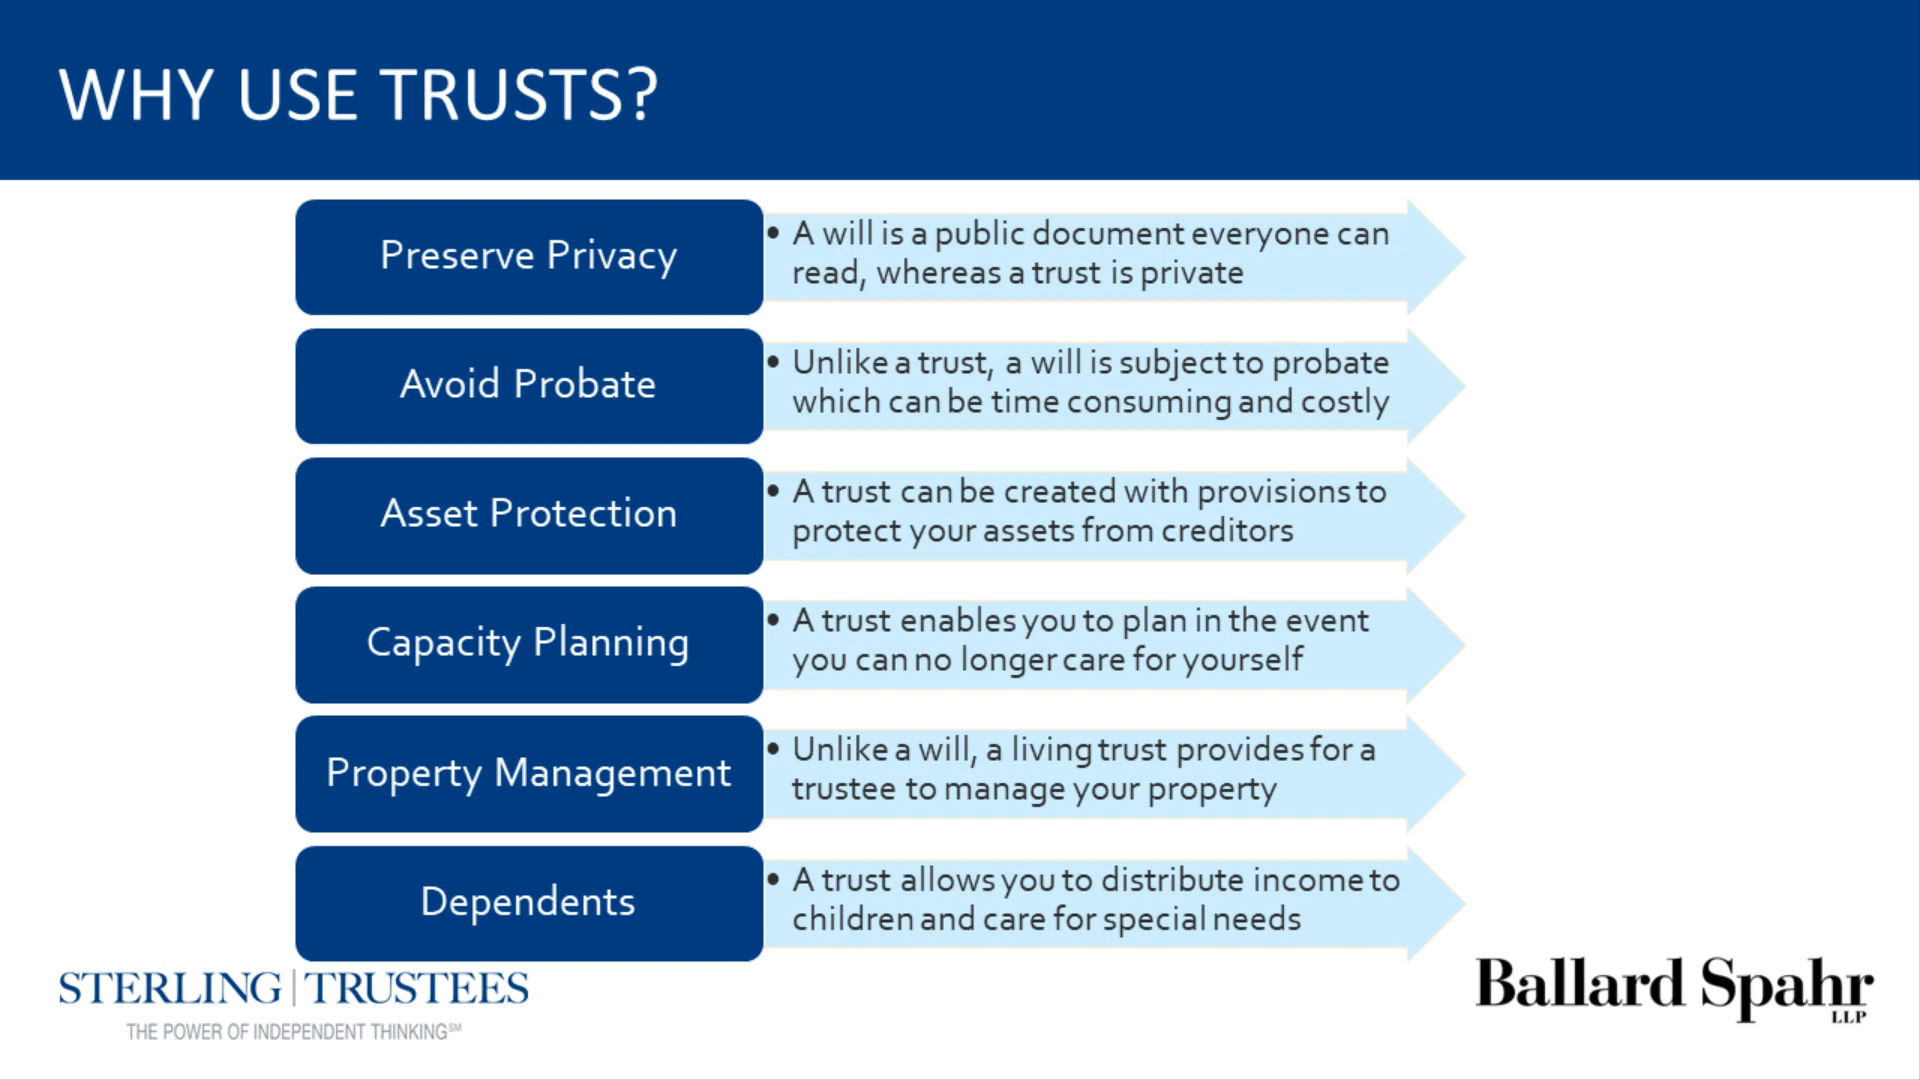 WHY USE TRUSTS?
Preserve Privacy
• A will is a public document everyone can
read, whereas a trust is private
Avoid Probate
• Unlike a trust, a will is subject to probate
which can be time consuming and costly
Asset Protection
• A trust can be created with provisions to
protect your assets from creditors
Capacity Planning
• A trust enables you to plan in the event
you can no longer care for yourself
Property Management
• Unlike a will, a living trust provides for a
trustee to manage your property
Dependents
• A trust allows you to distribute income to
children and care for special needs
STERLING | TRUSTEES
THE POWER OF INDEPENDENT THINKING℠
Ballard Spahr
LLP